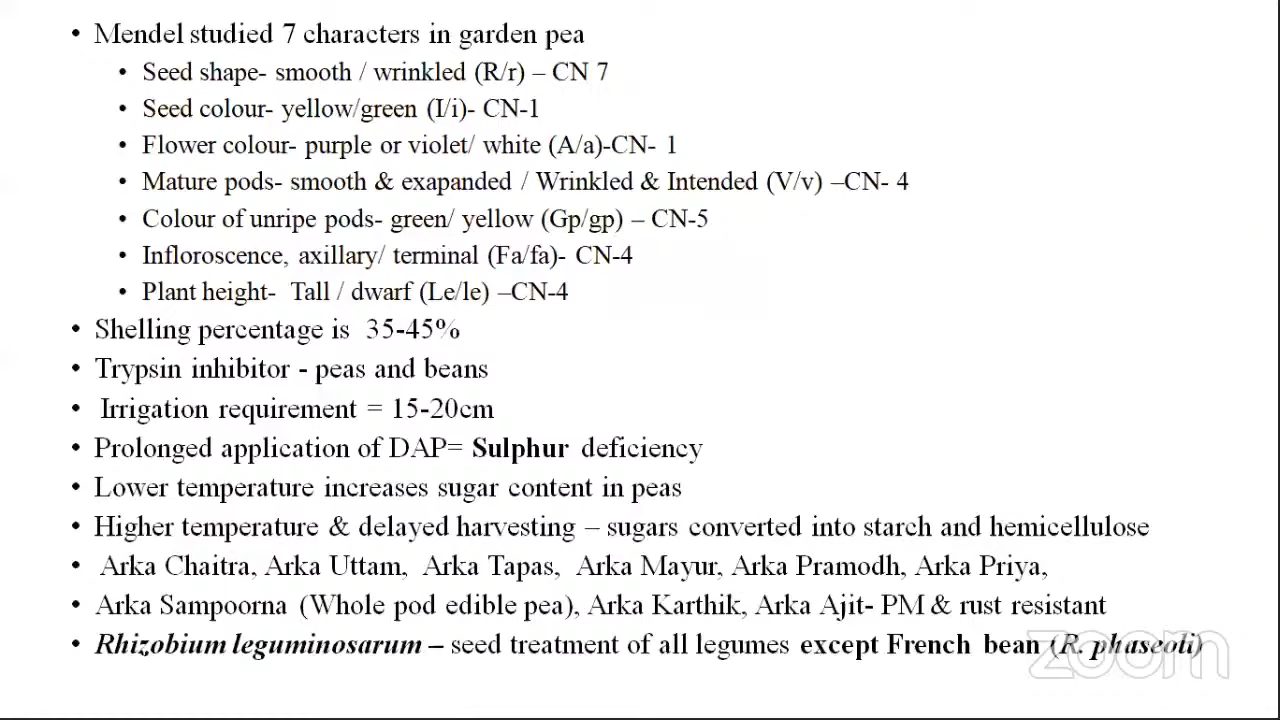 • Mendel studied 7 characters in garden pea
• Seed shape- smooth / wrinkled (R/r) – CN 7
• Seed colour- yellow/green (I/i)- CN-1
• Flower colour- purple or violet/ white (A/a)-CN- 1
• Mature pods- smooth & exapanded / Wrinkled & Intended (V/v) –CN- 4
• Colour of unripe pods- green/ yellow (Gp/gp) – CN-5
• Infloroscence, axillary/ terminal (Fa/fa)- CN-4
• Plant height- Tall / dwarf (Le/le) –CN-4
• Shelling percentage is 35-45%
• Trypsin inhibitor - peas and beans
• Irrigation requirement = 15-20cm
• Prolonged application of DAP= Sulphur deficiency
• Lower temperature increases sugar content in peas
• Higher temperature & delayed harvesting – sugars converted into starch and hemicellulose
• Arka Chaitra, Arka Uttam, Arka Tapas, Arka Mayur, Arka Pramodh, Arka Priya,
• Arka Sampoorna (Whole pod edible pea), Arka Karthik, Arka Ajit- PM & rust resistant
• Rhizobium leguminosarum – seed treatment of all legumes except French bean (R. phaseoli)
zoom